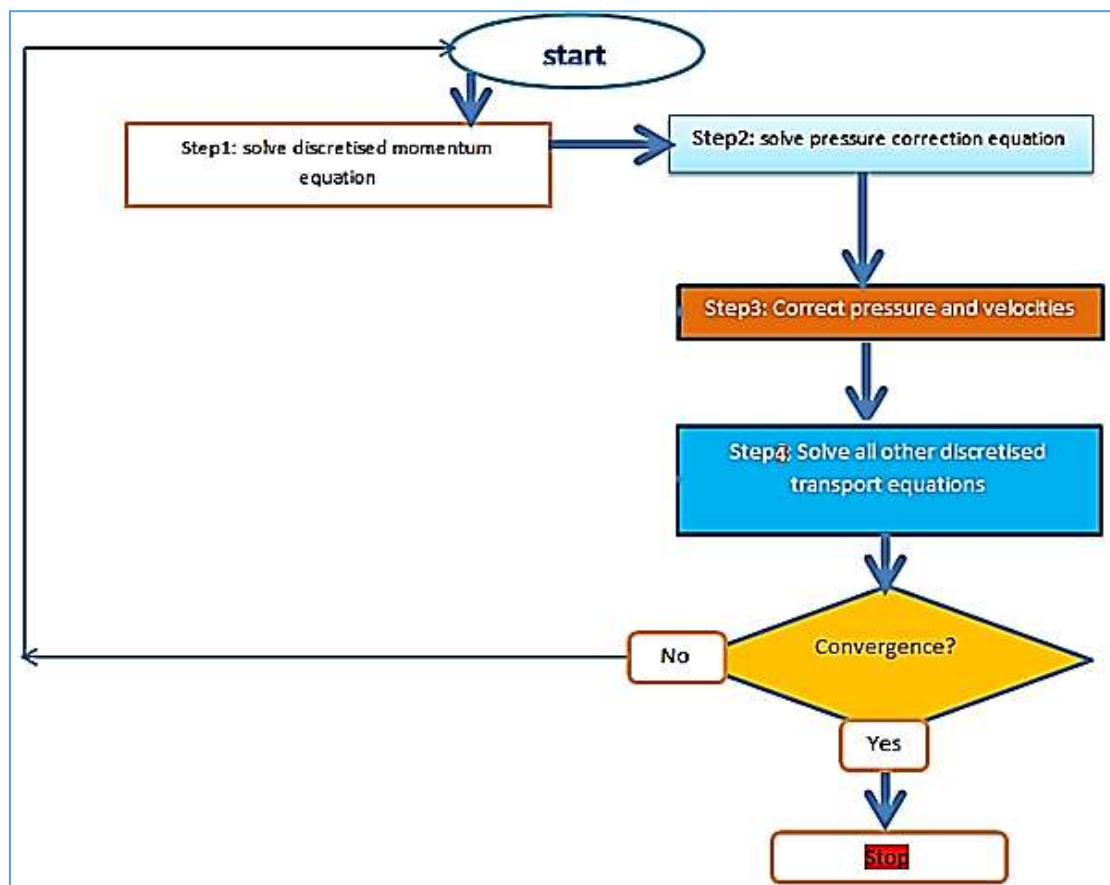 start
Step1: solve discretised momentum
equation
Step2: solve pressure correction equation
Step3: Correct pressure and velocities
Step4: Solve all other discretised
transport equations
Convergence?
No
Yes
Stop